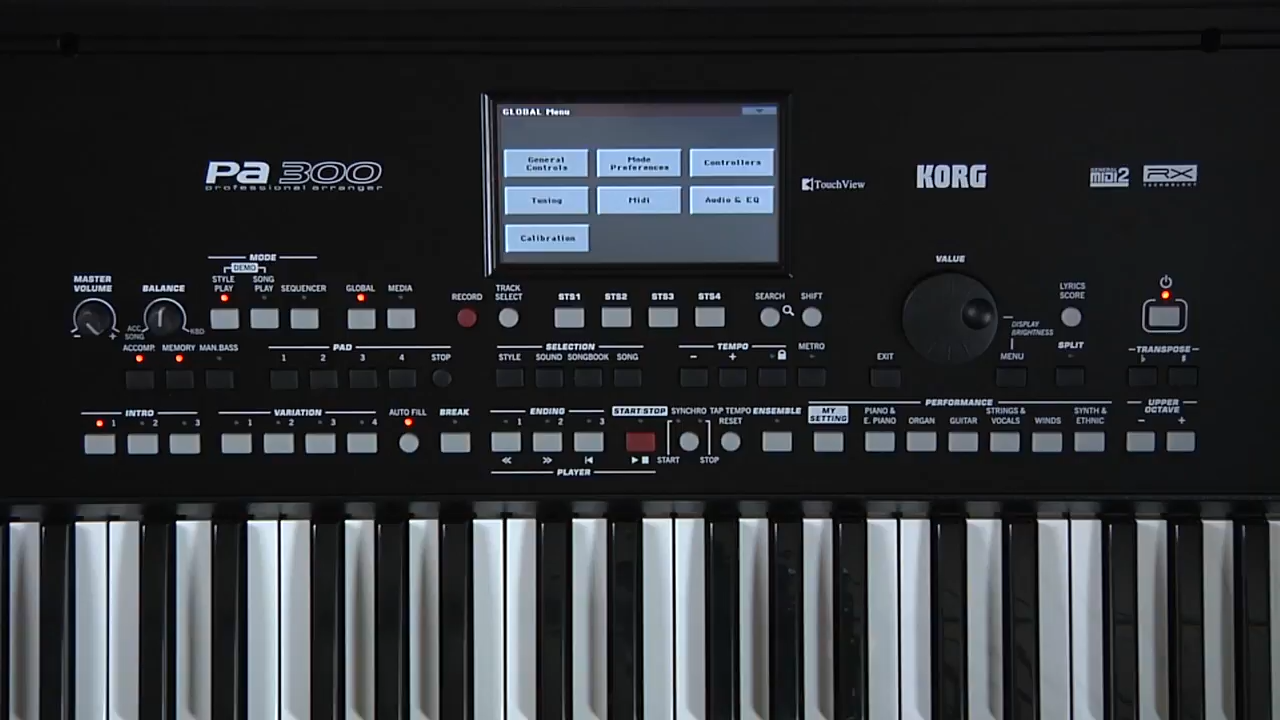 GLOBAL Menu
General Controls
Mode Preferences
Controllers
Tuning
Midi
Audio & EQ
Calibration
Pa 300
professional arranger
TouchView
KORG
GENERAL MIDI 2
RX
TECHNOLOGY
MODE
DEMO
STYLE PLAY
SONG PLAY
SEQUENCER
GLOBAL
MEDIA
MASTER VOLUME
BALANCE
- +
ACC. SONG
KBD
RECORD
TRACK SELECT
STS1
STS2
STS3
STS4
SEARCH
SHIFT
VALUE
DISPLAY BRIGHTNESS
LYRICS SCORE
ACCOMP.
MEMORY
MAN.BASS
PAD
1 2 3 4 STOP
SELECTION
STYLE
SOUND
SONGBOOK
SONG
TEMPO
- +
METRO
EXIT
MENU
SPLIT
TRANSPOSE
♭ ♯
INTRO
1 2 3
VARIATION
1 2 3 4
AUTO FILL
BREAK
ENDING
1 2 3
START STOP
SYNCHRO
START
STOP
TAP TEMPO RESET
ENSEMBLE
PERFORMANCE
MY SETTING
PIANO & E. PIANO
ORGAN
GUITAR
STRINGS & VOCALS
WINDS
SYNTH & ETHNIC
UPPER OCTAVE
- +
PLAYER